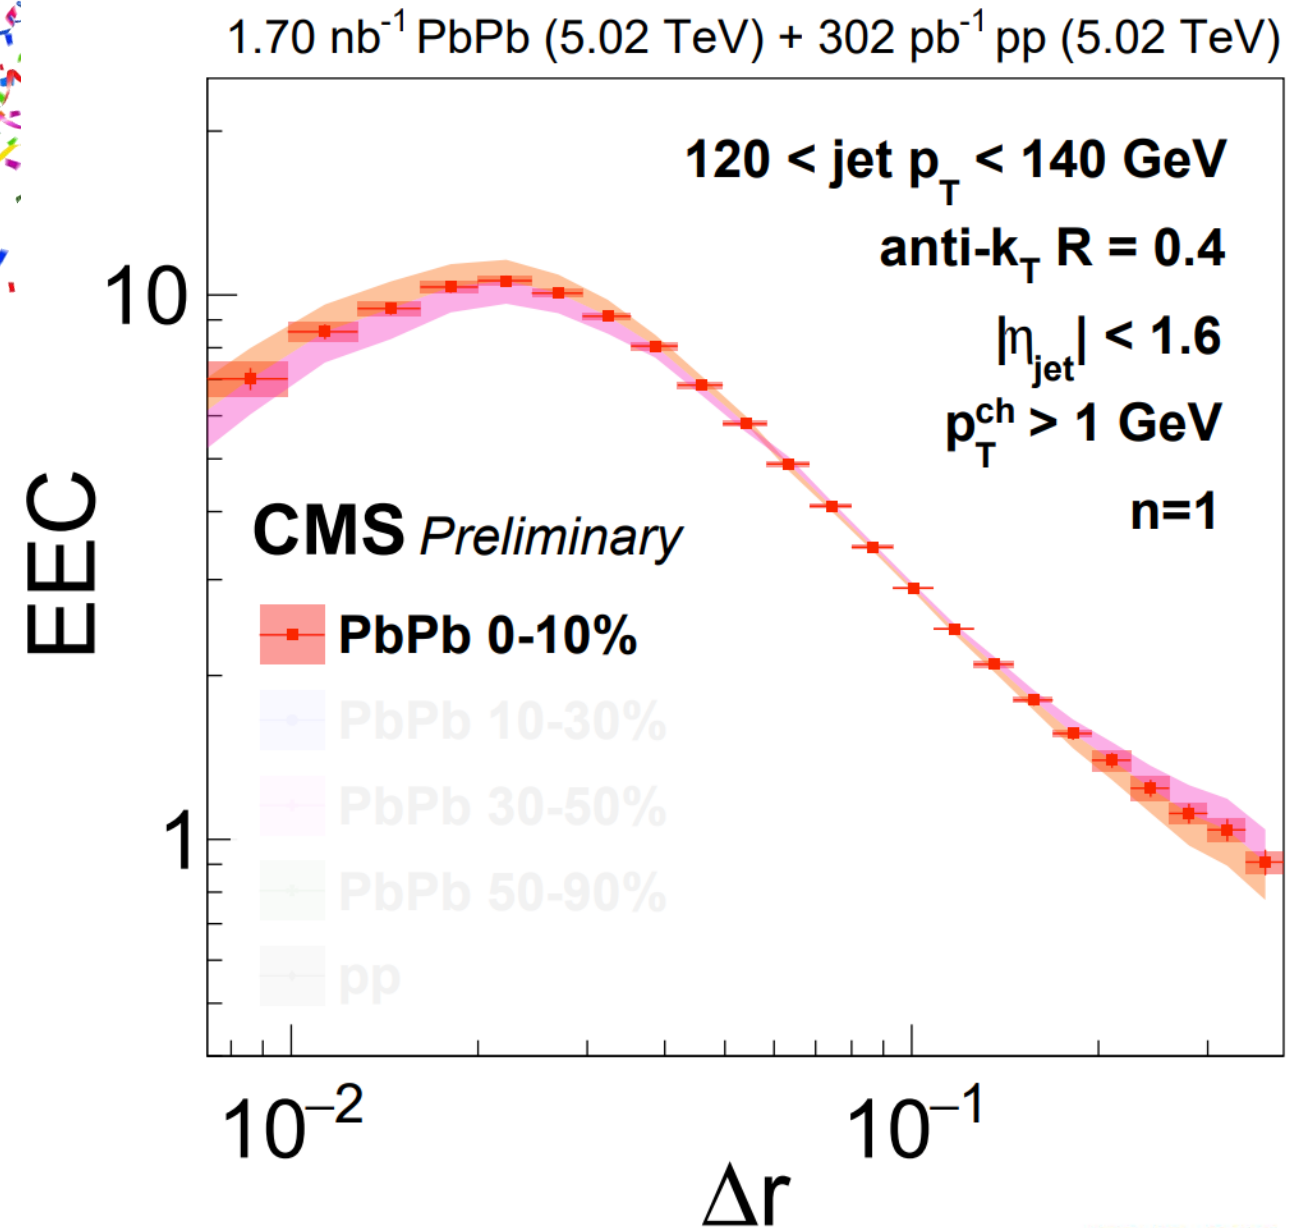 1.70 nb⁻¹ PbPb (5.02 TeV) + 302 pb⁻¹ pp (5.02 TeV)
120 < jet p_T < 140 GeV
anti-k_T R = 0.4
|η_jet| < 1.6
p_T^ch > 1 GeV
n=1
10
1
EEC
CMS Preliminary
PbPb 0-10%
PbPb 10-30%
PbPb 30-50%
PbPb 50-90%
pp
10⁻²
10⁻¹
Δr